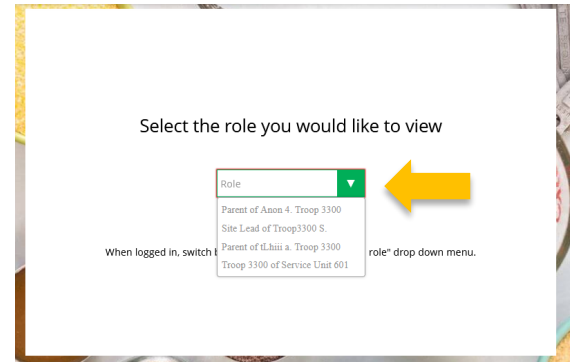 Select the role you would like to view
Role
Parent of Anon 4. Troop 3300
Site Lead of Troop3300 S.
When logged in, switch b
role" drop down menu.
Parent of tLhiii a. Troop 3300
Troop 3300 of Service Unit 601